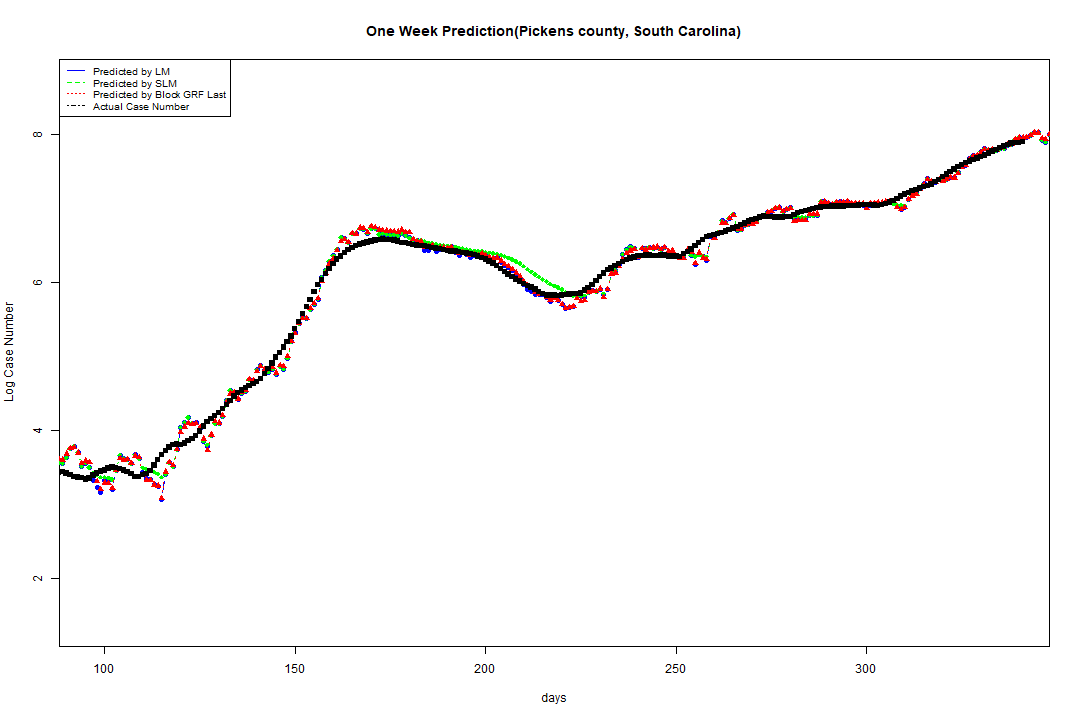 One Week Prediction(Pickens county, South Carolina)
Predicted by LM
Predicted by SLM
Predicted by Block GRF Last
Actual Case Number
8
6
4
2
Log Case Number
100 150 200 250 300
days